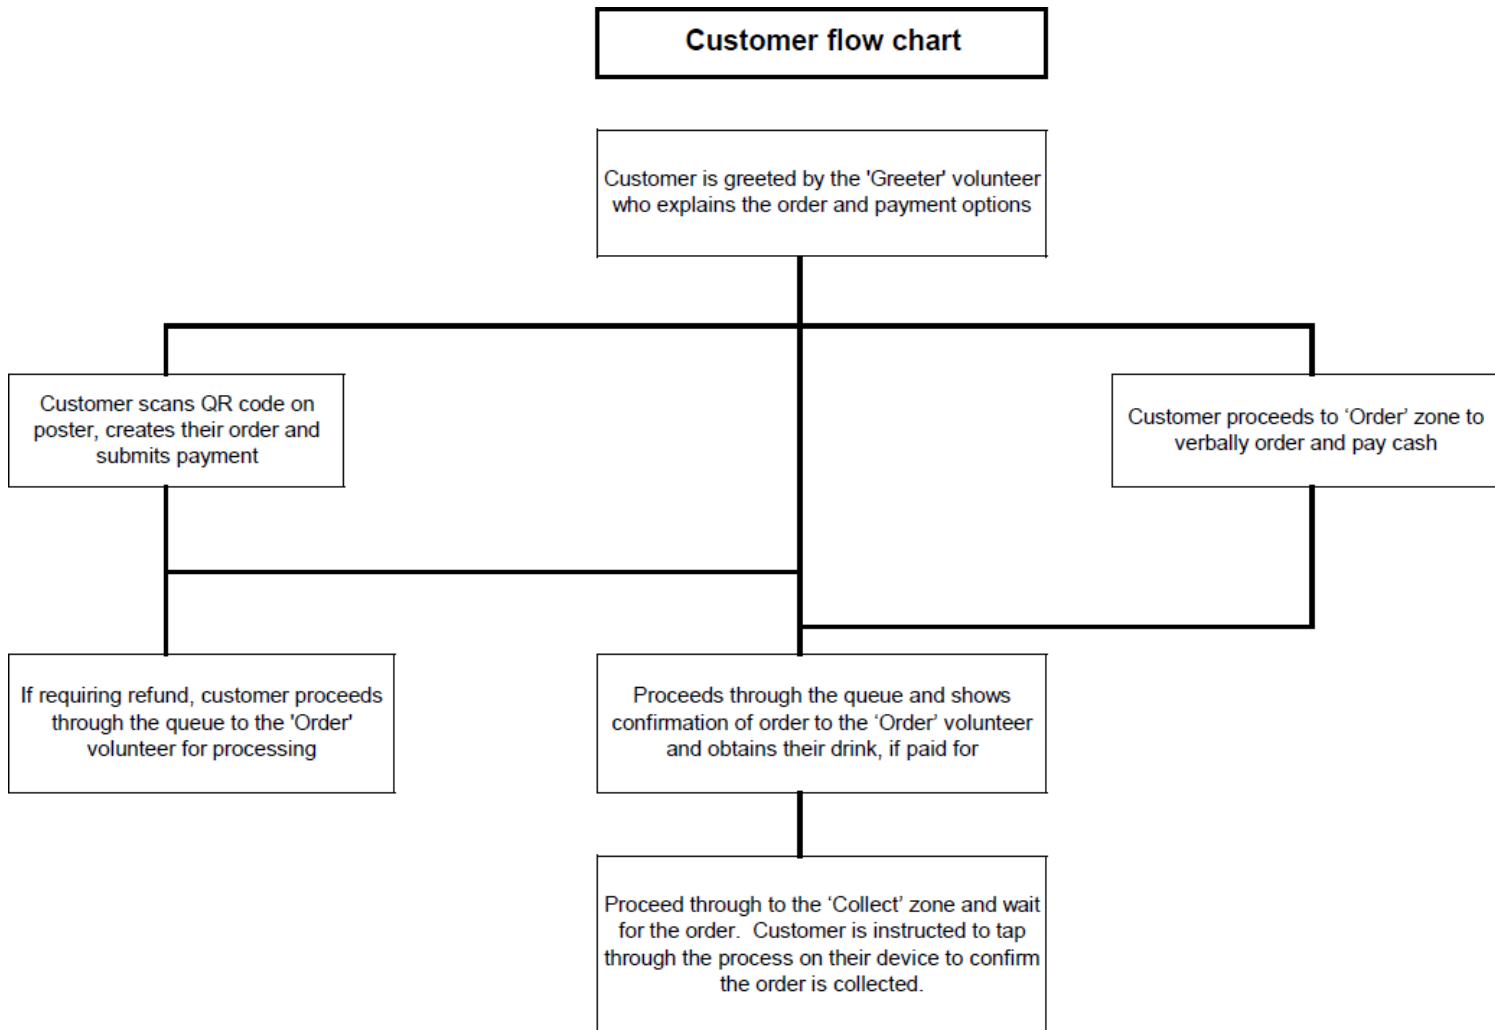 Customer flow chart
Customer is greeted by the 'Greeter' volunteer
who explains the order and payment options
Customer scans QR code on
poster, creates their order and
submits payment
Customer proceeds to ‘Order’ zone to
verbally order and pay cash
If requiring refund, customer proceeds
through the queue to the 'Order'
volunteer for processing
Proceeds through the queue and shows
confirmation of order to the ‘Order’ volunteer
and obtains their drink, if paid for
Proceed through to the ‘Collect’ zone and wait
for the order.  Customer is instructed to tap
through the process on their device to confirm
the order is collected.